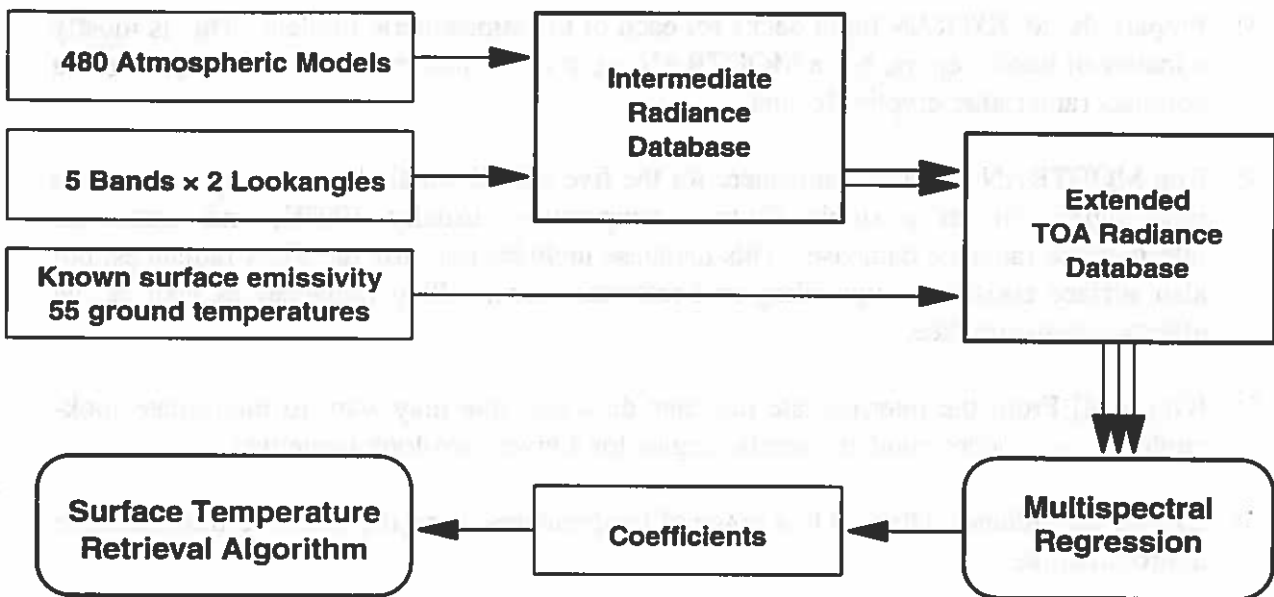 480 Atmospheric Models
Intermediate
Radiance
Database
5 Bands × 2 Lookangles
Extended
TOA Radiance
Database
Known surface emissivity
55 ground temperatures
Surface Temperature
Retrieval Algorithm
Coefficients
Multispectral
Regression